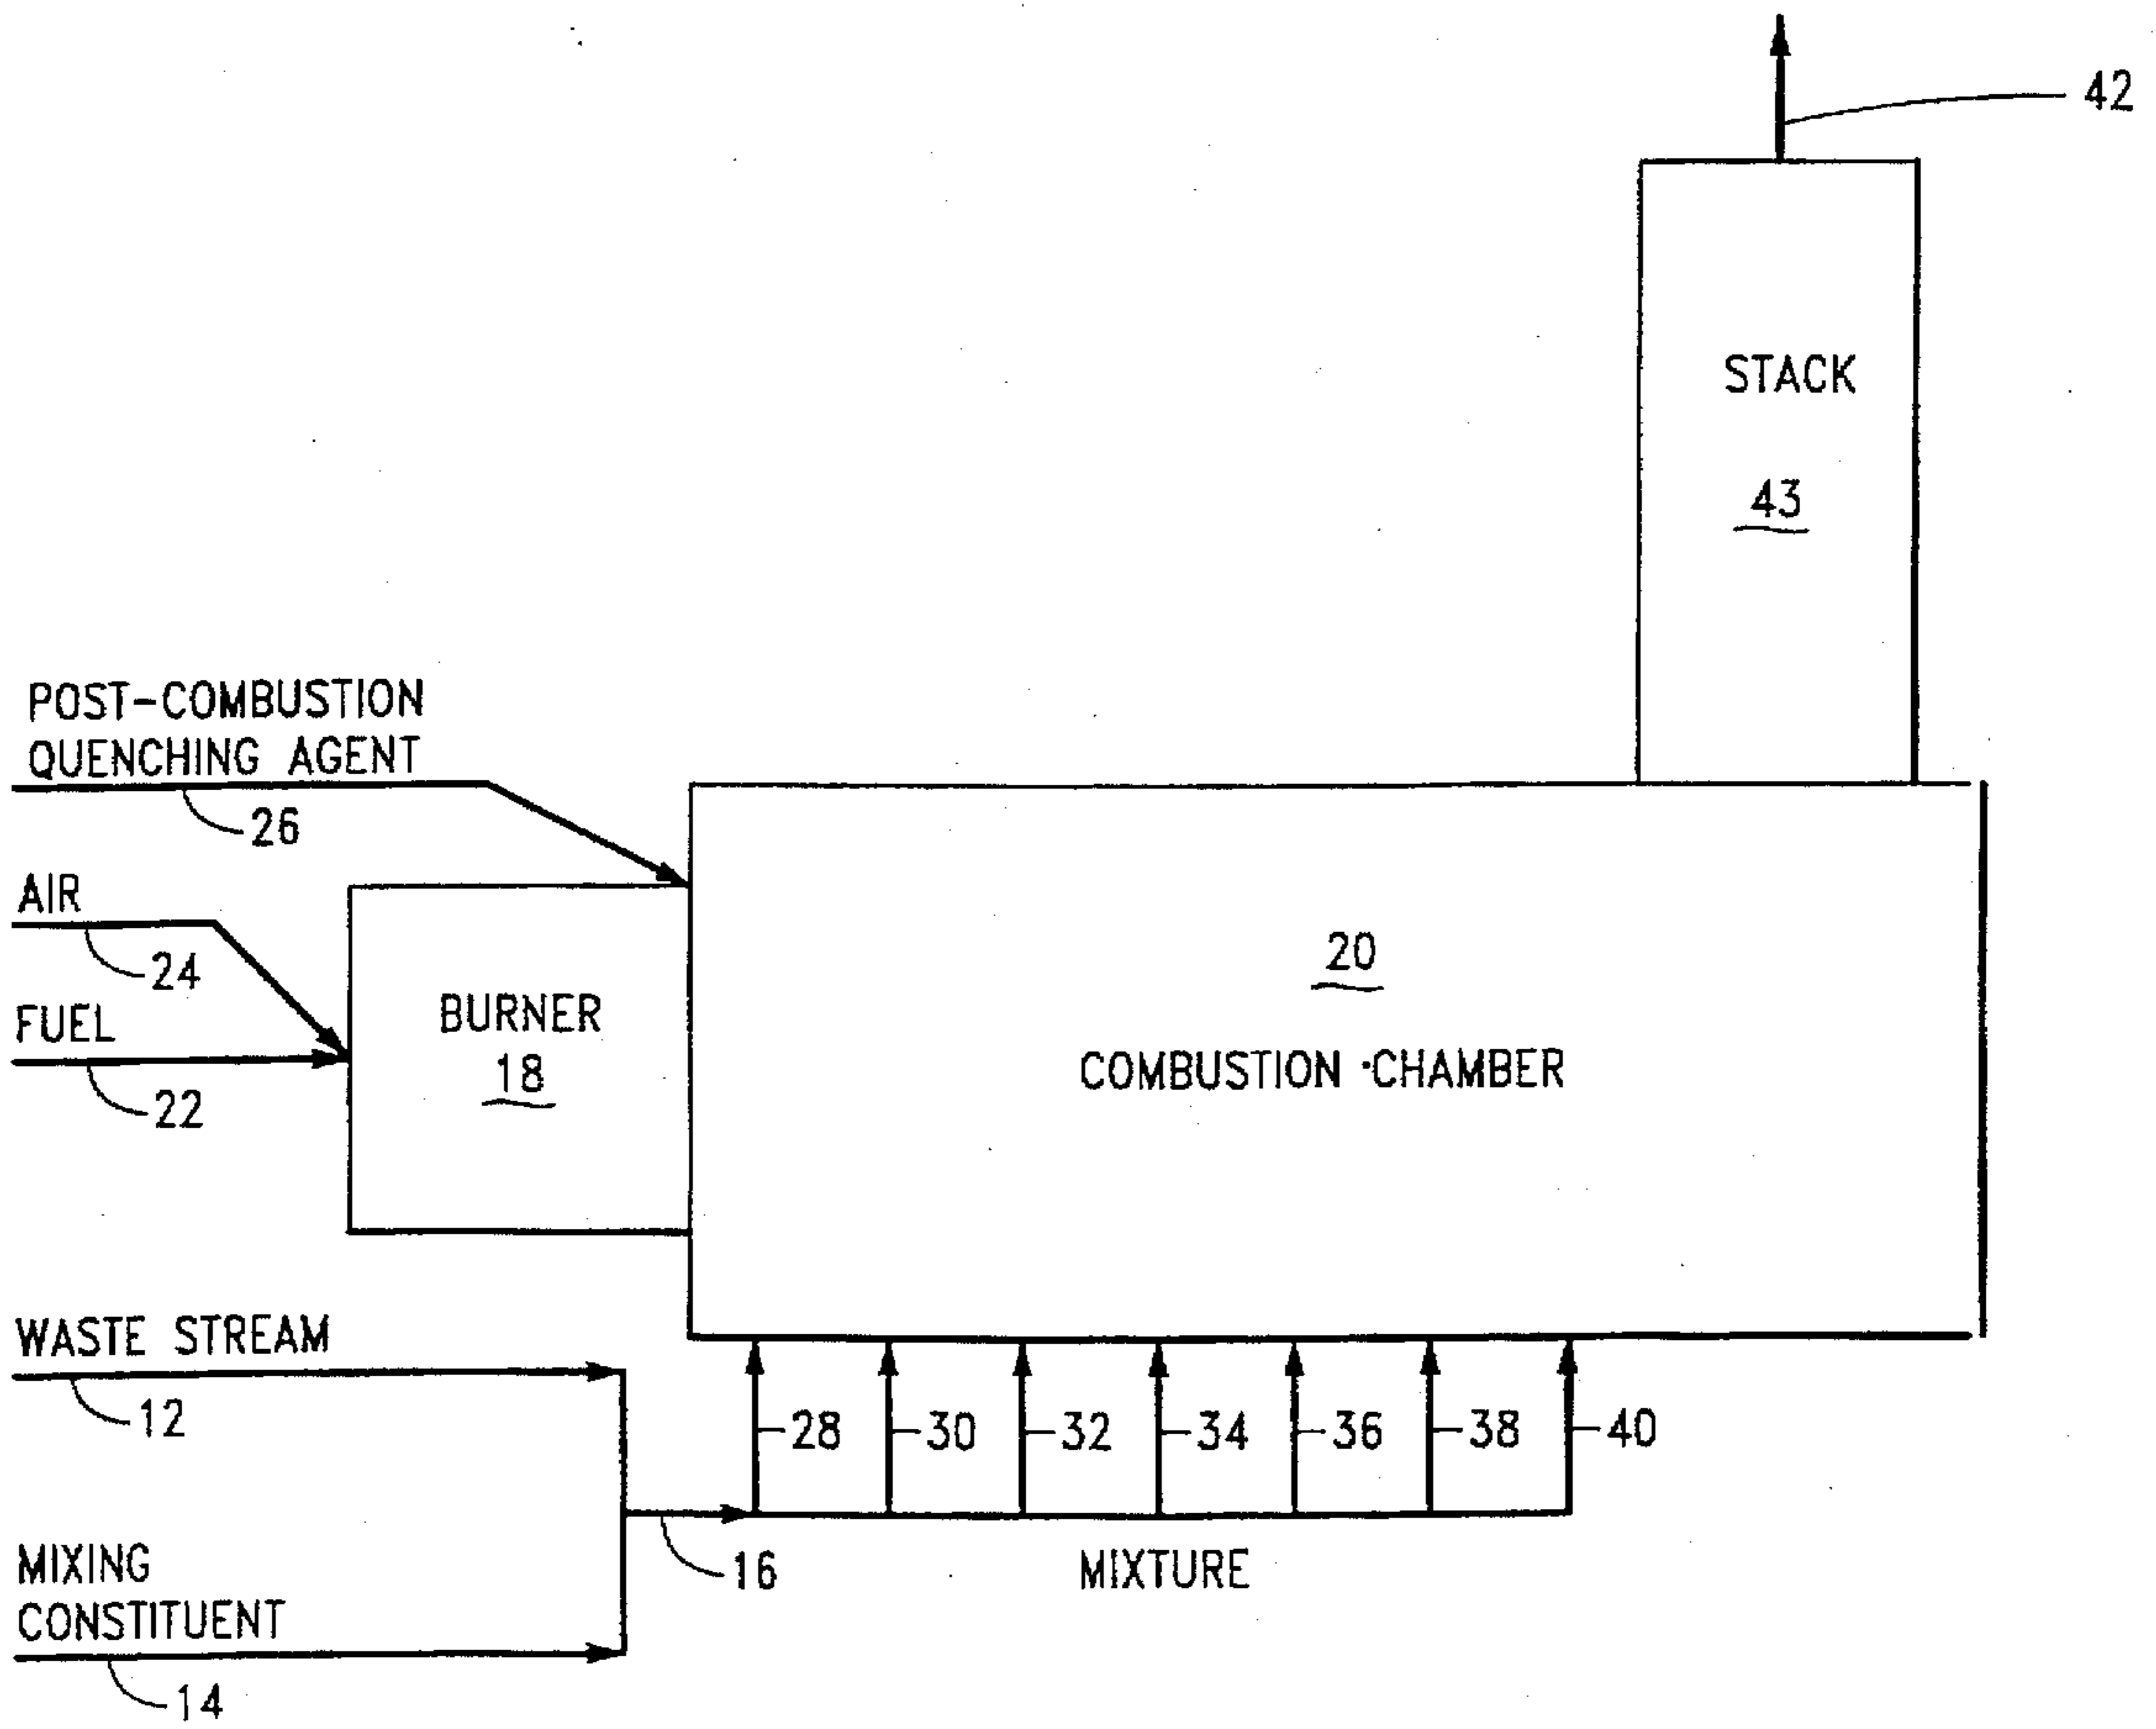 42
STACK
43
POST-COMBUSTION
QUENCHING AGENT
26
AIR
24
FUEL
22
BURNER
18
20
COMBUSTION CHAMBER
WASTE STREAM
12
28 30 32 34 36 38 40
16
MIXTURE
MIXING
CONSTITUENT
14